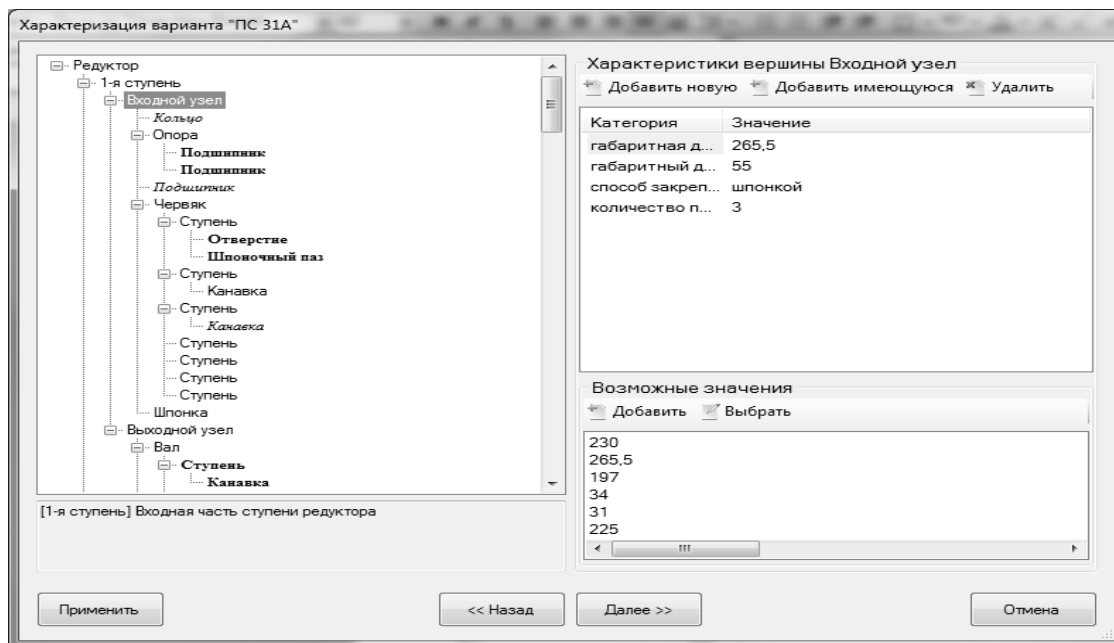 Характеризация варианта "ПС 31А"
Редуктор
1-я ступень
Входной узел
Кольцо
Опора
Подшипник
Подшипник
Подшипник
Червяк
Ступень
Отверстие
Шпоночный паз
Ступень
Канавка
Ступень
Канавка
Ступень
Ступень
Ступень
Ступень
Шпонка
Выходной узел
Вал
Ступень
Канавка
[1-я ступень] Входная часть ступени редуктора
Характеристики вершины Входной узел
Добавить новую Добавить имеющуюся Удалить
Категория Значение
габаритная д... 265,5
габаритный д... 55
способ закреп... шпонкой
количество п... 3
Возможные значения
Добавить Выбрать
230
265,5
197
34
31
225
Применить << Назад Далее >> Отмена